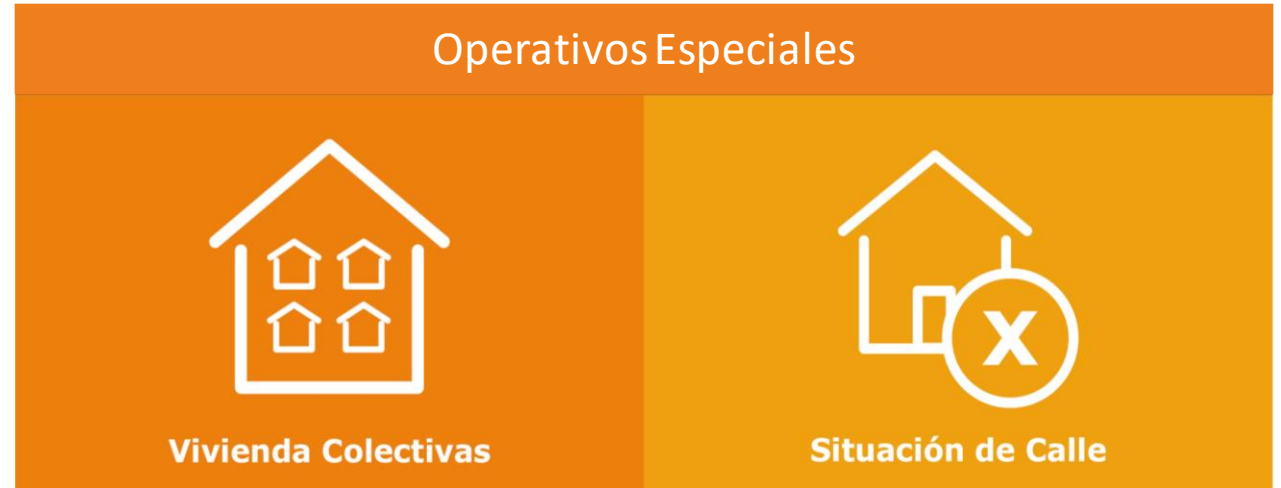 Operativos Especiales
Vivienda Colectivas
Situación de Calle
X